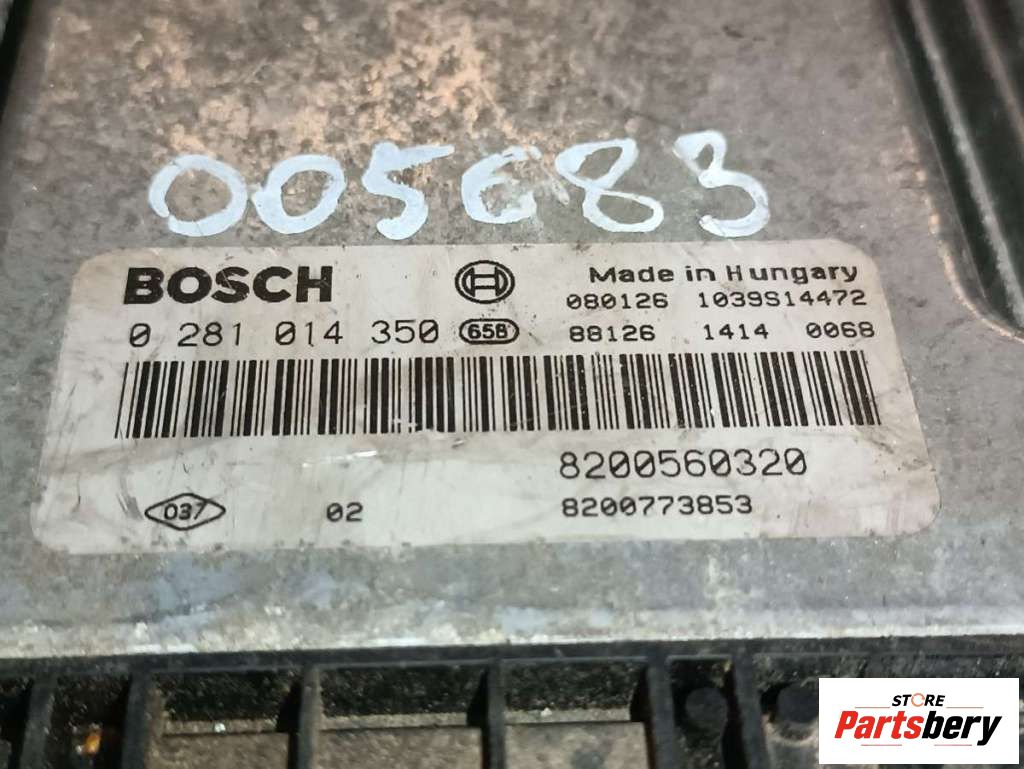 005683
BOSCH
Made in Hungary
080126 1039S14472
0 281 014 350 65B
88126 1414 0068
8200560320
037 02 8200773853
STORE
Partsbery